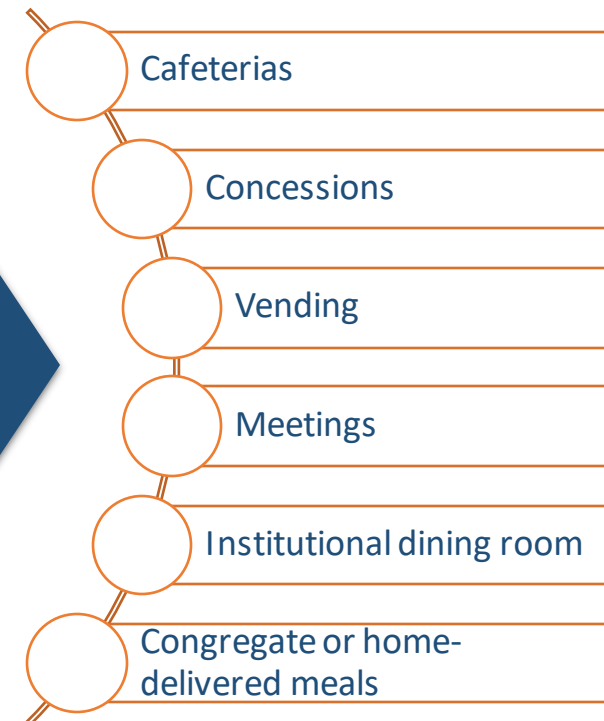 Cafeterias
Concessions
Vending
Meetings
Institutional dining room
Congregate or home-
delivered meals